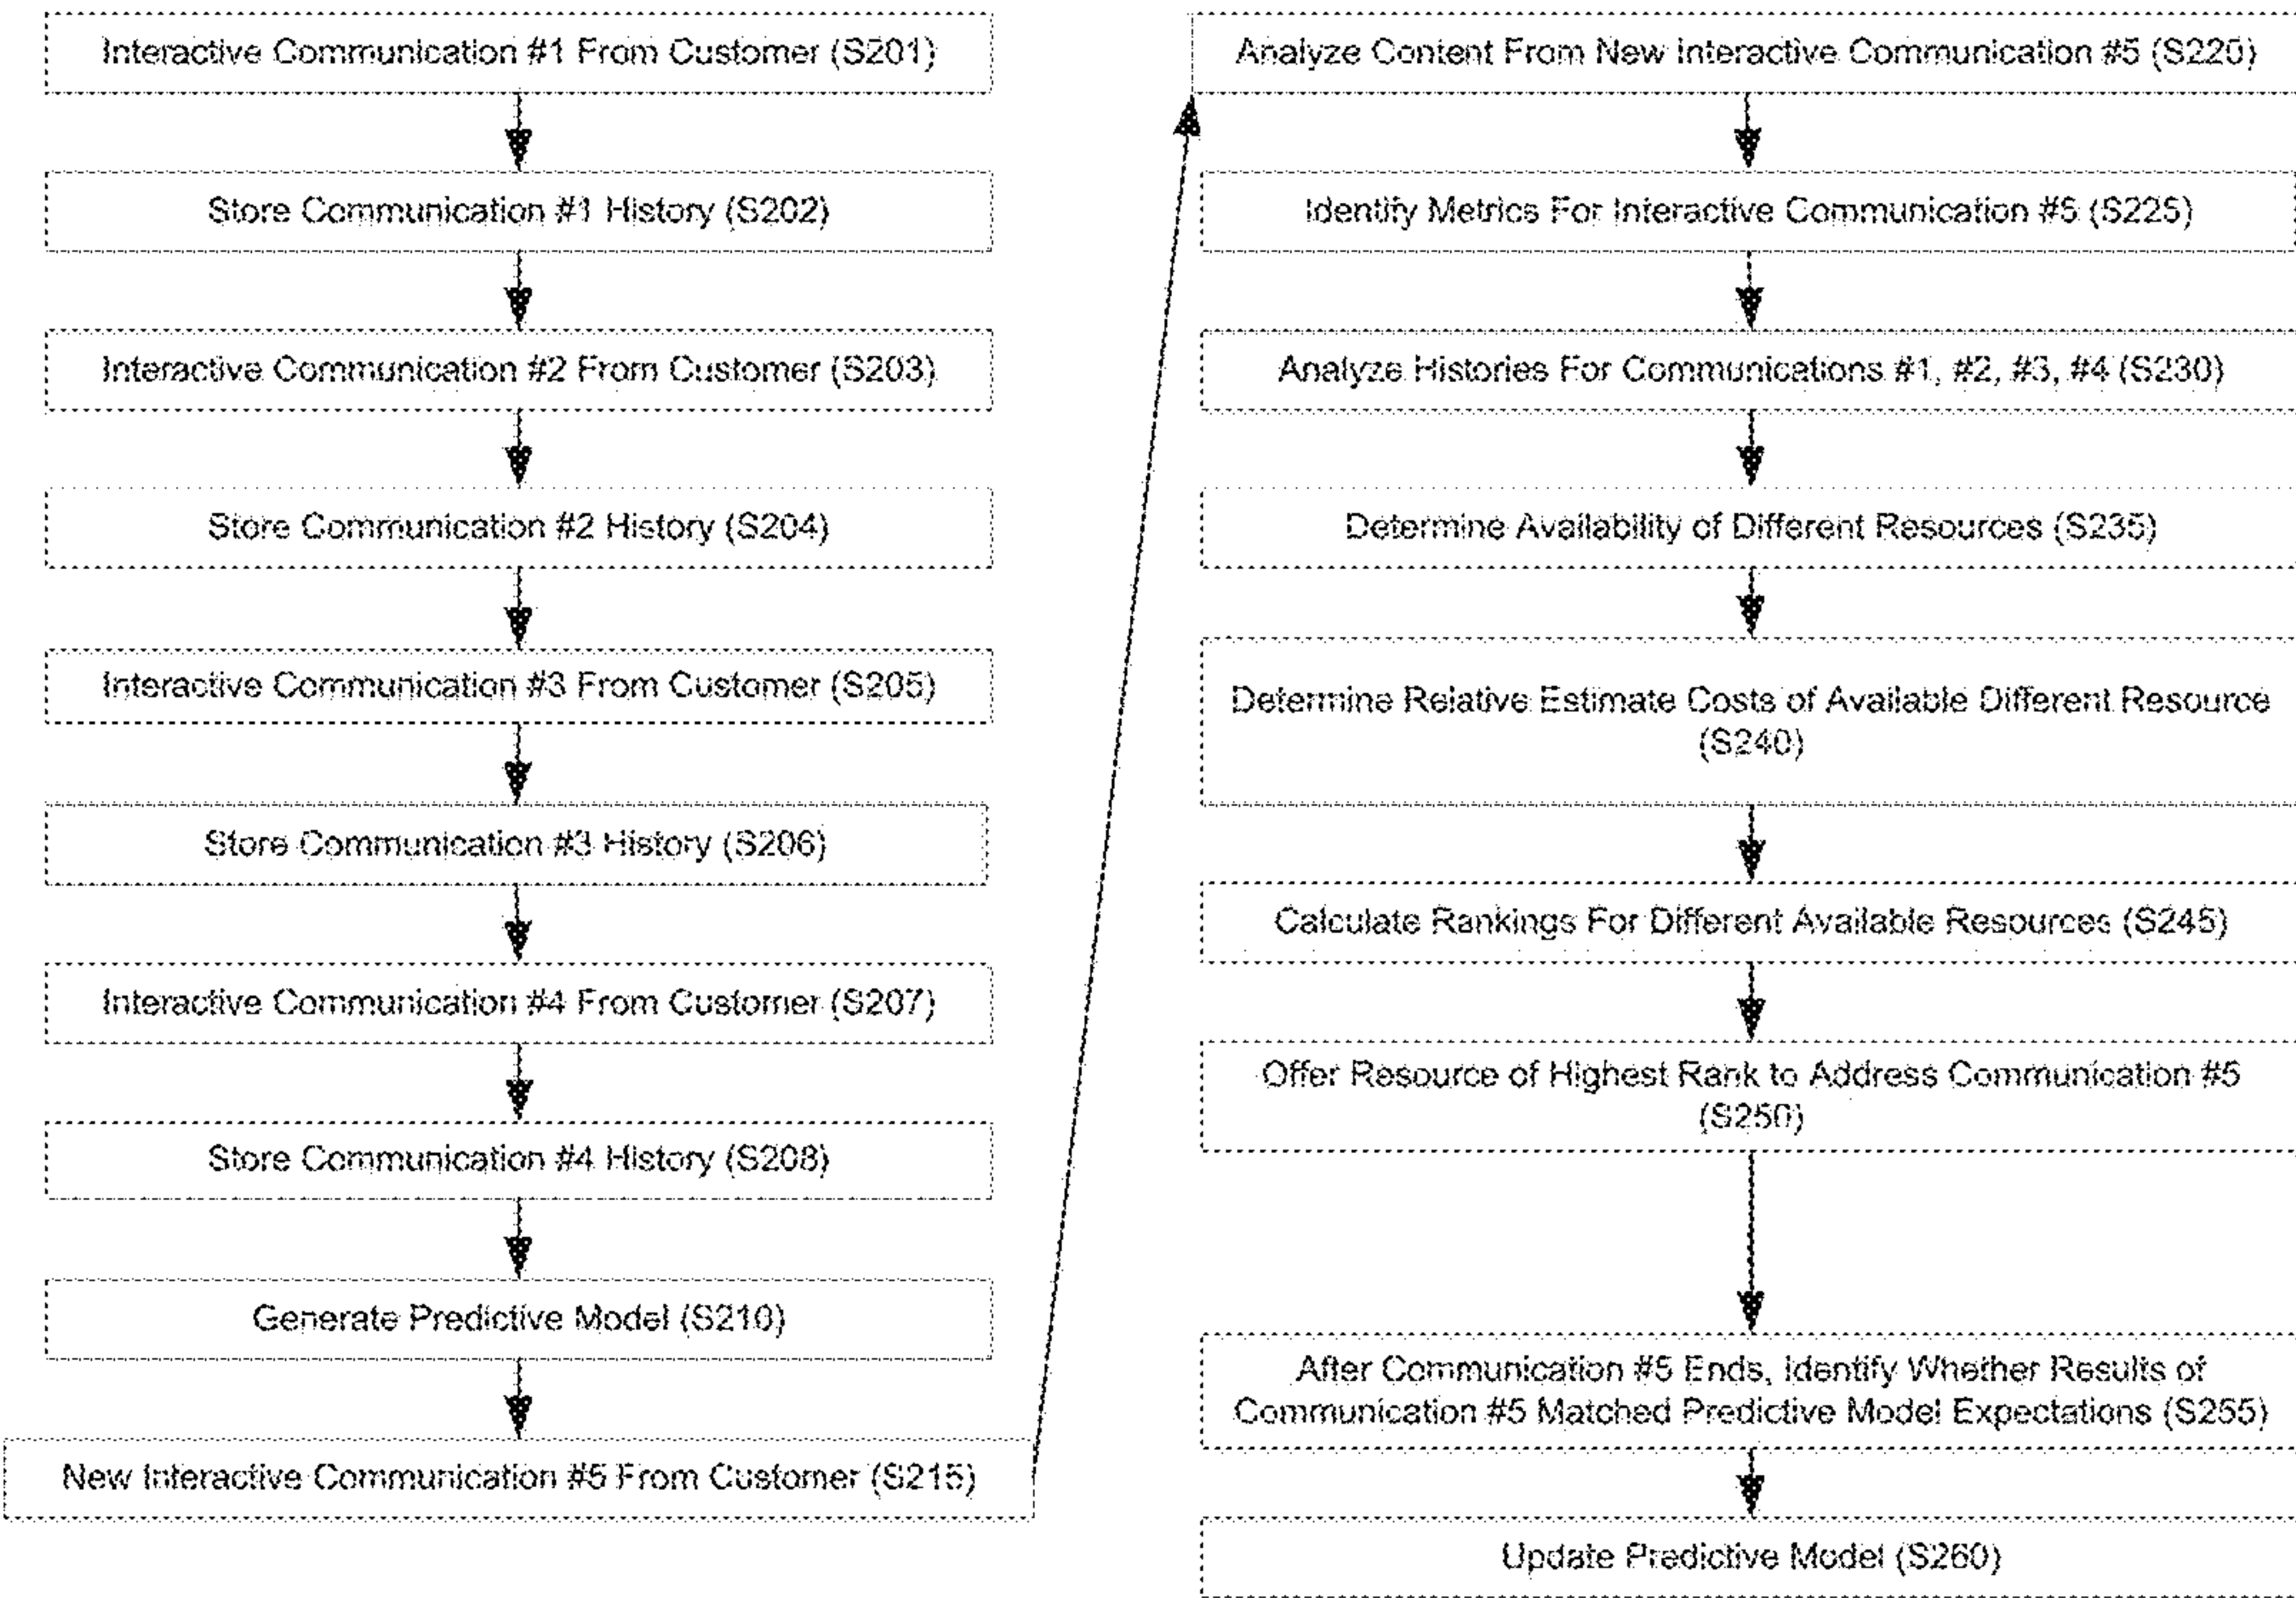 Interactive Communication #1 From Customer (S201)
Store Communication #1 History (S202)
Interactive Communication #2 From Customer (S203)
Store Communication #2 History (S204)
Interactive Communication #3 From Customer (S205)
Store Communication #3 History (S206)
Interactive Communication #4 From Customer (S207)
Store Communication #4 History (S208)
Generate Predictive Model (S210)
New Interactive Communication #5 From Customer (S215)
Analyze Content From New Interactive Communication #5 (S220)
Identify Metrics For Interactive Communication #5 (S225)
Analyze Histories For Communications #1, #2, #3, #4 (S230)
Determine Availability of Different Resources (S235)
Determine Relative Estimate Costs of Available Different Resource
(S240)
Calculate Rankings For Different Available Resources (S245)
Offer Resource of Highest Rank to Address Communication #5
(S250)
After Communication #5 Ends, Identify Whether Results of
Communication #5 Matched Predictive Model Expectations (S255)
Update Predictive Model (S260)